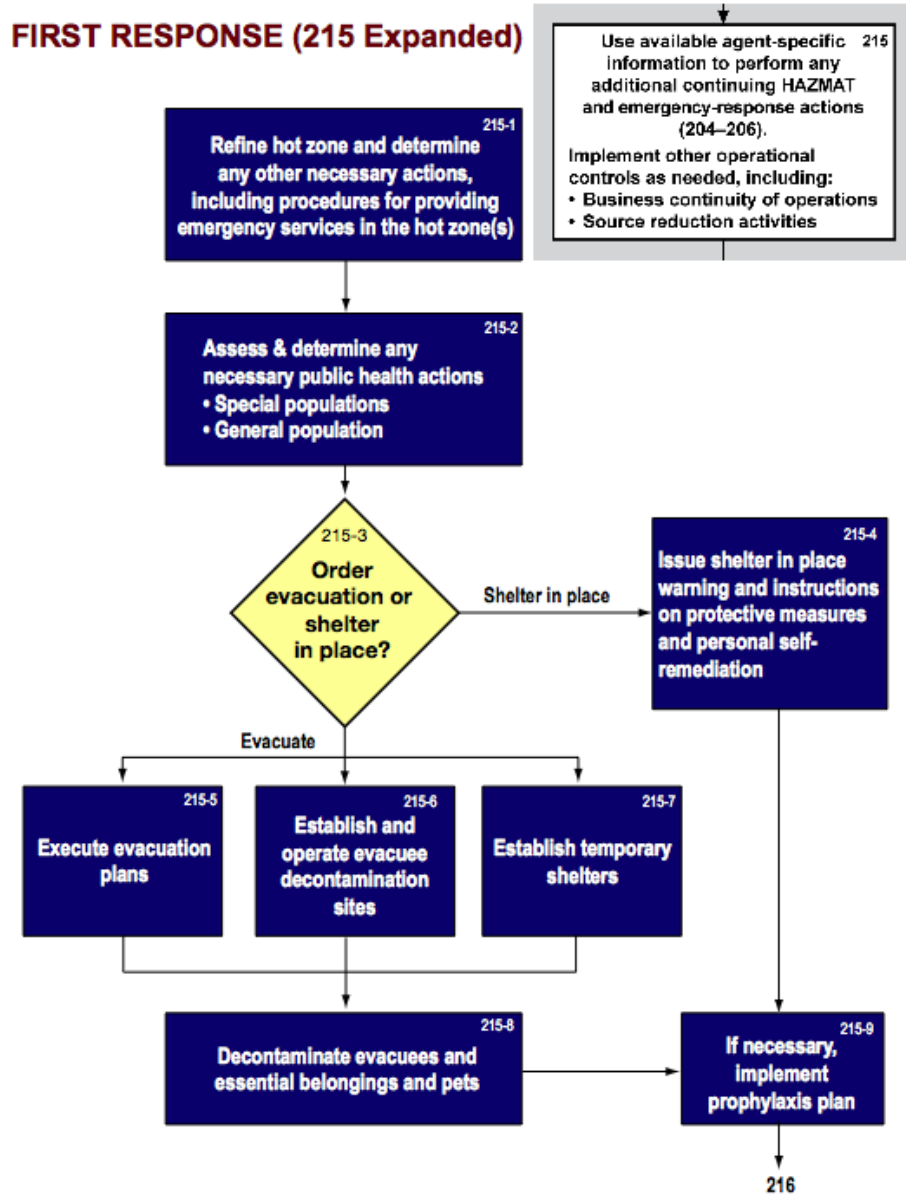 FIRST RESPONSE (215 Expanded)
Use available agent-specific 215
information to perform any
additional continuing HAZMAT
and emergency-response actions
(204–206).
Implement other operational
controls as needed, including:
• Business continuity of operations
• Source reduction activities
215-1
Refine hot zone and determine
any other necessary actions,
including procedures for providing
emergency services in the hot zone(s)
215-2
Assess & determine any
necessary public health actions
• Special populations
• General population
215-3
Order
evacuation or
shelter
in place?
Shelter in place
215-4
Issue shelter in place
warning and instructions
on protective measures
and personal self-
remediation
Evacuate
215-5
Execute evacuation
plans
215-6
Establish and
operate evacuee
decontamination
sites
215-7
Establish temporary
shelters
215-8
Decontaminate evacuees and
essential belongings and pets
215-9
If necessary,
implement
prophylaxis plan
216